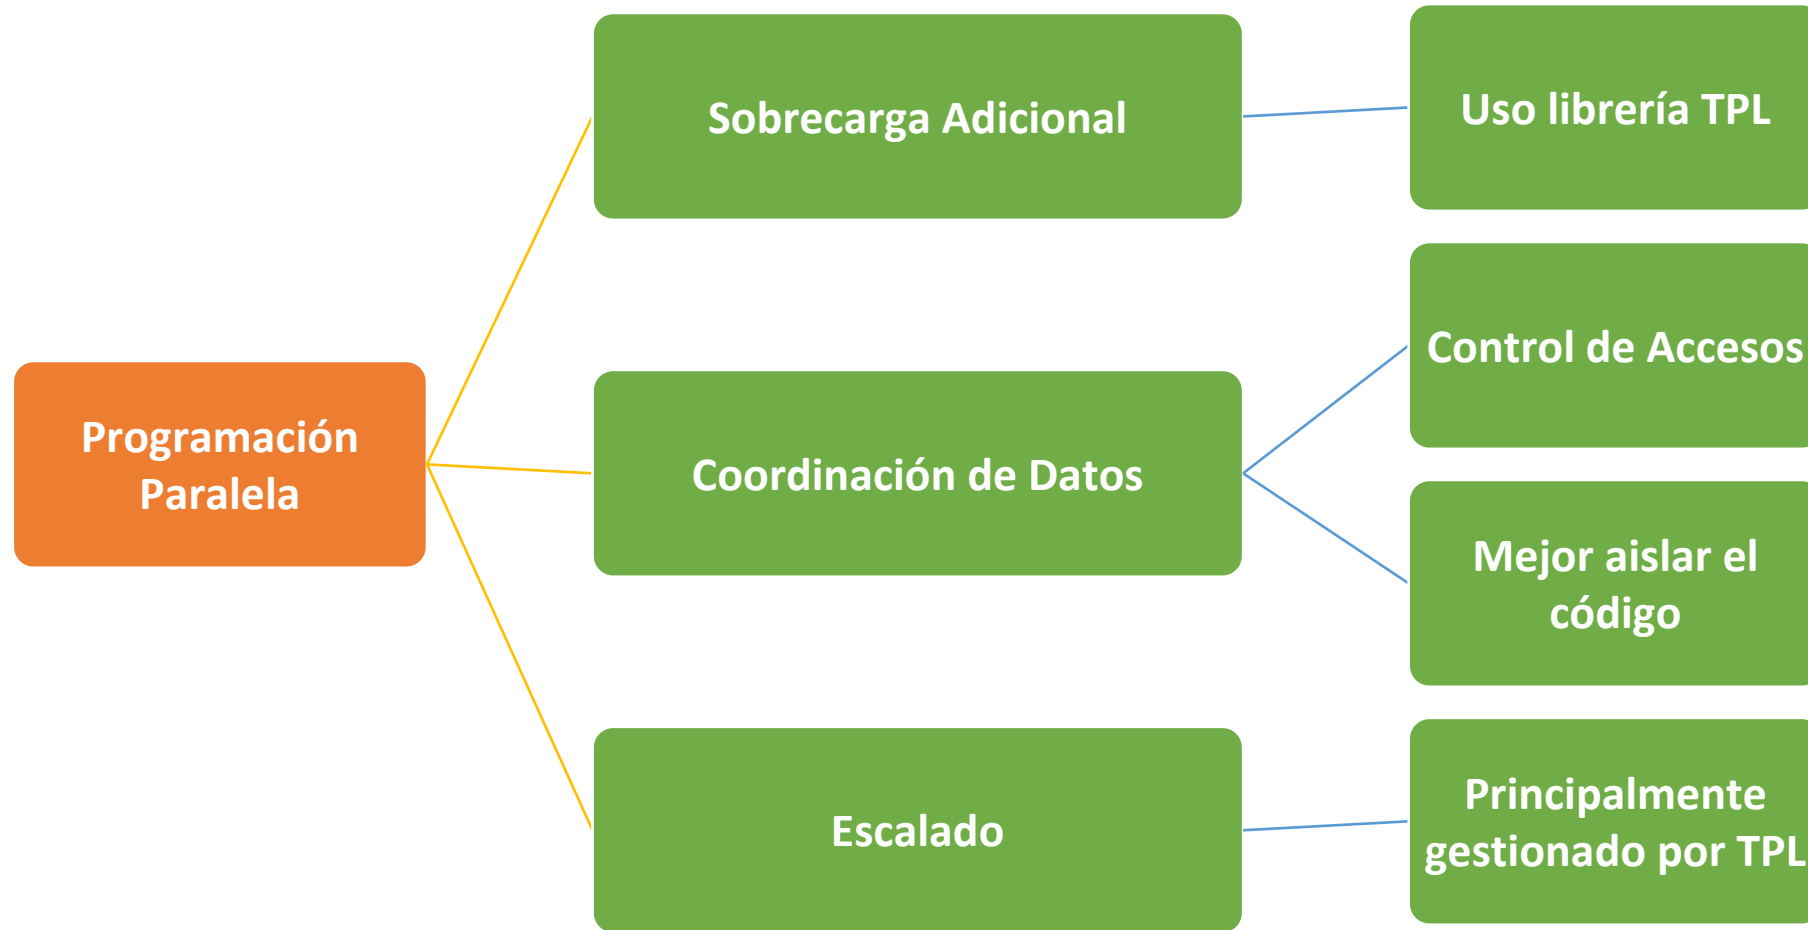 Programación
Paralela
Sobrecarga Adicional
Uso librería TPL
Coordinación de Datos
Control de Accesos
Mejor aislar el
código
Escalado
Principalmente
gestionado por TPL